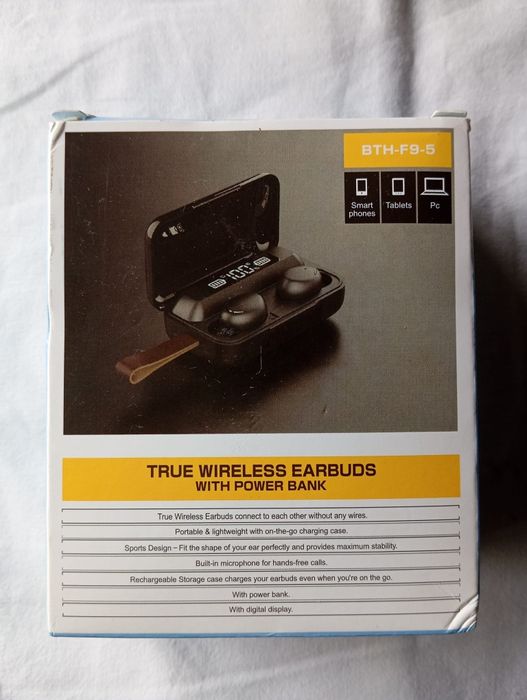 BTH-F9-5
Smart phones
Tablets
Pc
100%
TRUE WIRELESS EARBUDS
WITH POWER BANK
True Wireless Earbuds connect to each other without any wires.
Portable & lightweight with on-the-go charging case.
Sports Design – Fit the shape of your ear perfectly and provides maximum stability.
Built-in microphone for hands-free calls.
Rechargeable Storage case charges your earbuds even when you're on the go.
With power bank.
With digital display.